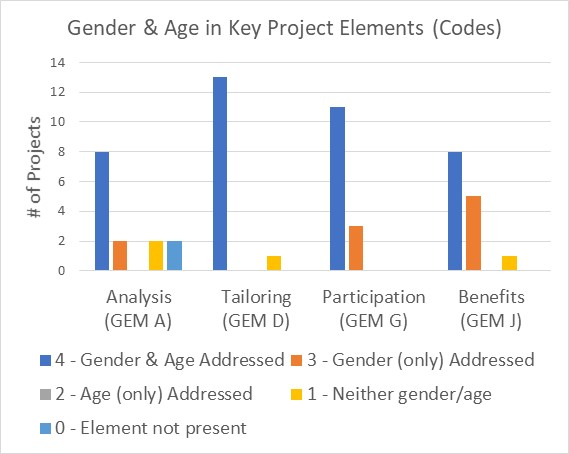 Gender & Age in Key Project Elements (Codes)
14
12
10
8
6
4
2
0
# of Projects
Analysis
(GEM A)
Tailoring
(GEM D)
Participation
(GEM G)
Benefits
(GEM J)
4 - Gender & Age Addressed
3 - Gender (only) Addressed
2 - Age (only) Addressed
1 - Neither gender/age
0 - Element not present